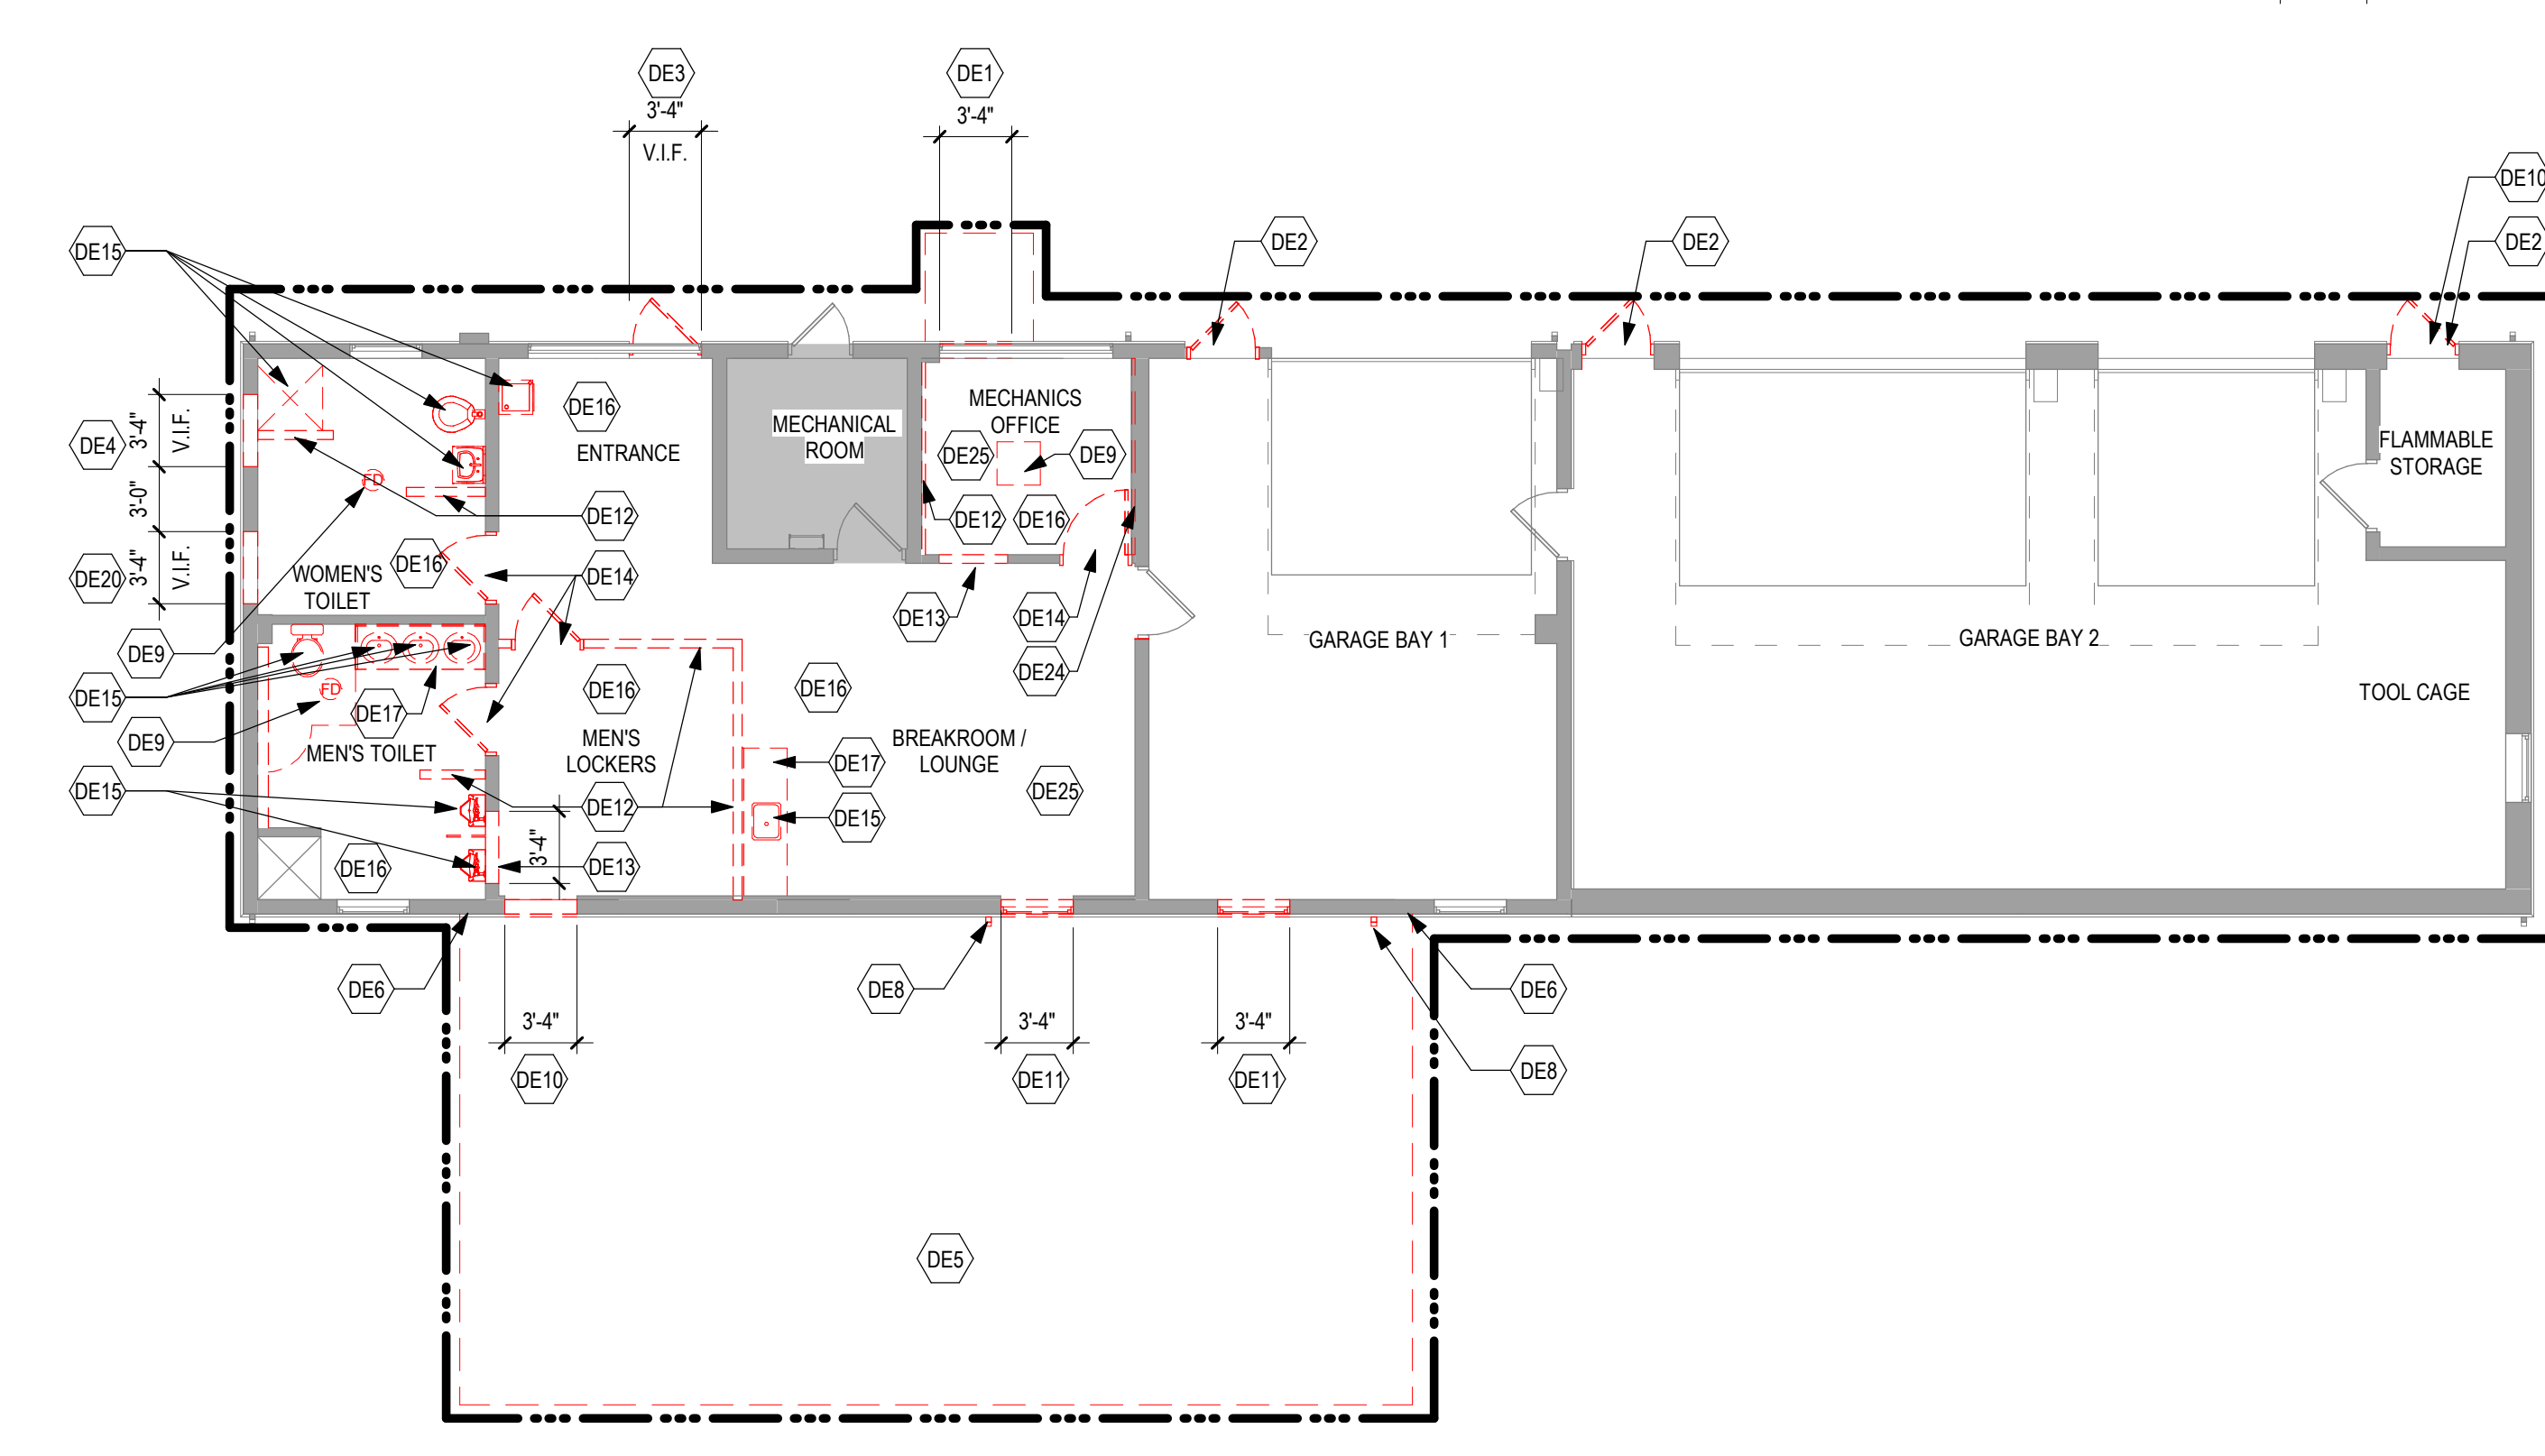 DE3
3'-4"
V.I.F.
DE1
3'-4"
DE10
DE2
DE2
DE2
DE15
DE4
3'-4"
V.I.F.
3'-0"
DE20
3'-4"
V.I.F.
DE9
DE15
DE9
DE15
FD
WOMEN'S
TOILET
DE16
DE16
ENTRANCE
DE12
DE14
MECHANICAL
ROOM
MECHANICS
OFFICE
DE25
DE9
DE12
DE16
DE13
DE14
DE24
FLAMMABLE
STORAGE
GARAGE BAY 1
GARAGE BAY 2
TOOL CAGE
FD
DE17
MEN'S TOILET
DE16
DE16
MEN'S
LOCKERS
DE12
3'-4"
DE13
DE16
BREAKROOM /
LOUNGE
DE17
DE15
DE25
DE6
DE8
DE6
DE8
3'-4"
DE10
3'-4"
DE11
3'-4"
DE11
DE5